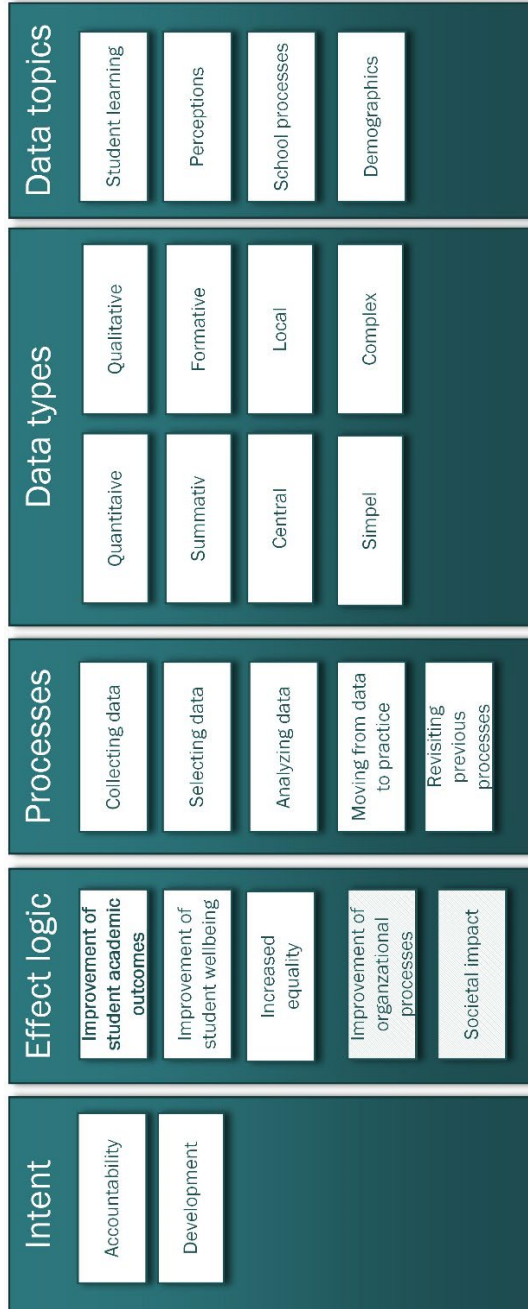 Intent
Accountability
Development
Effect logic
Improvement of
student academic
outcomes
Improvement of
student wellbeing
Increased
equality
Improvement of
organzational
processes
Societal impact
Processes
Collecting data
Selecting data
Analyzing data
Moving from data
to practice
Revisiting
previous
processes
Data types
Quantitaive
Qualitative
Summativ
Formative
Central
Local
Simpel
Complex
Data topics
Student learning
Perceptions
School processes
Demographics